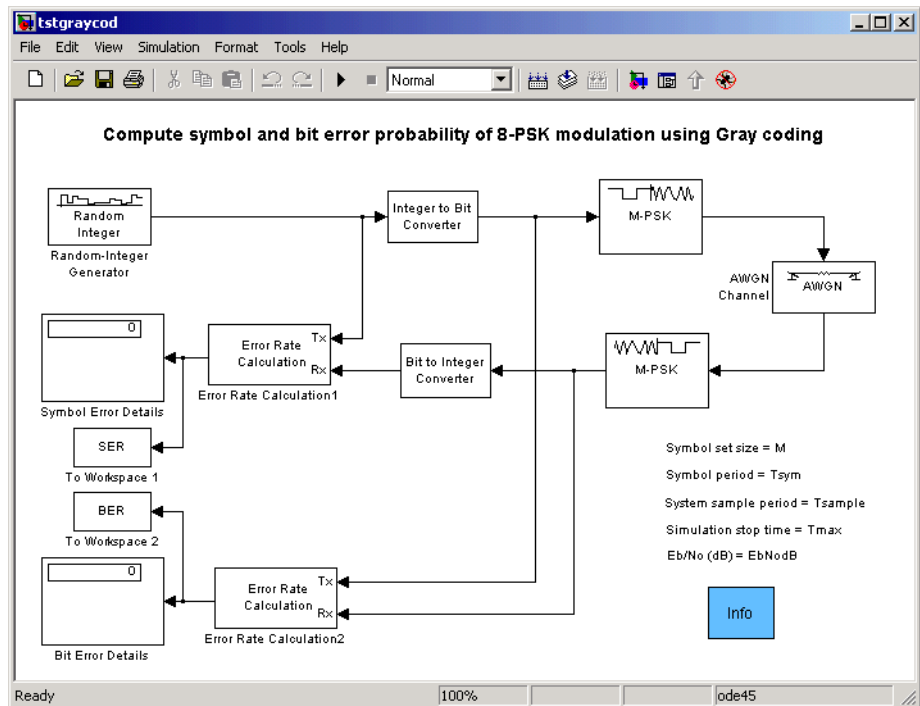 tstgraycod
File Edit View Simulation Format Tools Help
Normal
Compute symbol and bit error probability of 8-PSK modulation using Gray coding
Random
Integer
Random-Integer
Generator
Integer to Bit
Converter
M-PSK
AWGN
Channel
AWGN
0
Symbol Error Details
Error Rate
Calculation
Tx
Rx
Error Rate Calculation1
Bit to Integer
Converter
M-PSK
SER
To Workspace 1
BER
To Workspace 2
Symbol set size = M
Symbol period = Tsym
System sample period = Tsample
Simulation stop time = Tmax
Eb/No (dB) = EbNodB
0
Bit Error Details
Error Rate
Calculation
Tx
Rx
Error Rate Calculation2
Info
Ready
100%
ode45